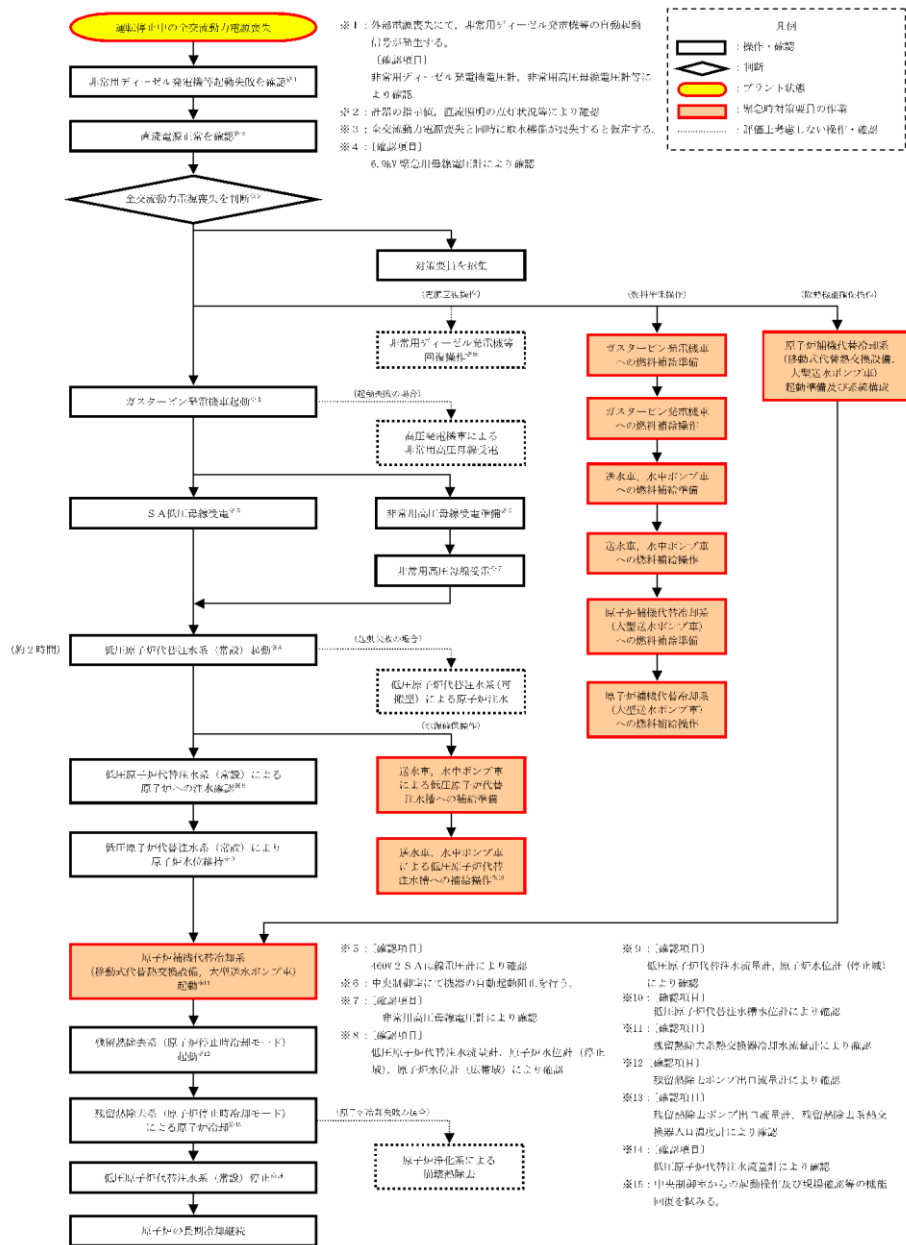 運転停止中の全交流動力電源喪失
非常用ディーゼル発電機等起動失敗を確認※1
直流電源正常を確認※2
全交流動力電源喪失を判断※3
※1：外部電源喪失にて，非常用ディーゼル発電機等の自動起動
信号が発生する。
〔確認項目〕
非常用ディーゼル発電機電圧計，非常用高圧母線電圧計等に
より確認
※2：計器の指示値，直流照明の点灯状況等により確認
※3：全交流動力電源喪失と同時に取水機能が喪失すると仮定する。
※4：〔確認項目〕
6.9kV緊急用母線電圧計により確認
凡例
：操作・確認
：判断
：プラント状態
：緊急時対策要員の作業
：評価上考慮しない操作・確認
対策要員を招集
（電源回復操作）
（燃料確保操作）
（除熱機能確保操作）
非常用ディーゼル発電機等
回復操作※15
ガスタービン発電機車
への燃料補給準備
原子炉補機代替冷却系
(移動式代替熱交換設備，
大型送水ポンプ車)
起動準備及び系統構成
ガスタービン発電機車起動※4
（起動失敗の場合）
高圧発電機車による
非常用高圧母線受電
ガスタービン発電機車
への燃料補給操作
送水車，水中ポンプ車
への燃料補給準備
ＳＡ低圧母線受電※5
非常用高圧母線受電準備※6
送水車，水中ポンプ車
への燃料補給操作
非常用高圧母線受電※7
原子炉補機代替冷却系
(大型送水ポンプ車)
への燃料補給準備
（約２時間）
低圧原子炉代替注水系（常設）起動※8
（起動失敗の場合）
低圧原子炉代替注水系(可
搬型）による原子炉注水
原子炉補機代替冷却系
(大型送水ポンプ車)
への燃料補給操作
（水源確保操作）
低圧原子炉代替注水系（常設）による
原子炉への注水確認※8
送水車，水中ポンプ車
による低圧原子炉代替
注水槽への補給準備
低圧原子炉代替注水系（常設）により
原子炉水位維持※9
送水車，水中ポンプ車
による低圧原子炉代替
注水槽への補給操作※10
原子炉補機代替冷却系
(移動式代替熱交換設備，大型送水ポンプ車)
起動※11
残留熱除去系（原子炉停止時冷却モード）
起動※12
残留熱除去系（原子炉停止時冷却モード）
による原子炉冷却※13
（原子炉冷却失敗の場合）
原子炉浄化系による
崩壊熱除去
低圧原子炉代替注水系（常設）停止※14
原子炉の長期冷却継続
※5：〔確認項目〕
460V２ＳＡ母線電圧計により確認
※6：中央制御室にて機器の自動起動阻止を行う。
※7：〔確認項目〕
非常用高圧母線電圧計により確認
※8：〔確認項目〕
低圧原子炉代替注水流量計，原子炉水位計（停止
域），原子炉水位計（広帯域）により確認
※9：〔確認項目〕
低圧原子炉代替注水流量計，原子炉水位計（停止域）
により確認
※10：〔確認項目〕
低圧原子炉代替注水槽水位計により確認
※11：〔確認項目〕
残留熱除去系熱交換器冷却水流量計により確認
※12〔確認項目〕
残留熱除去ポンプ出口流量計により確認
※13：〔確認項目〕
残留熱除去ポンプ出口流量計，残留熱除去系熱交
換器入口温度計により確認
※14：〔確認項目〕
低圧原子炉代替注水流量計により確認
※15：中央制御室からの起動操作及び現場確認等の機能
回復を試みる。